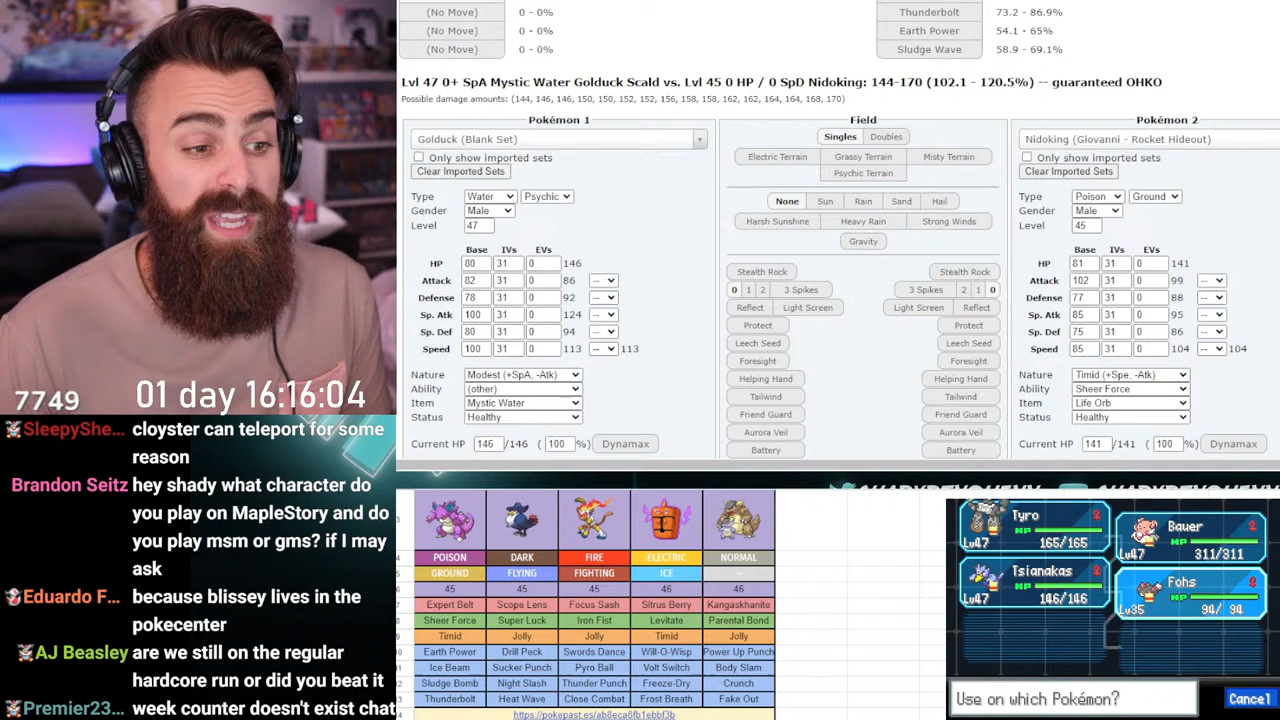 (No Move) 0 - 0%
(No Move) 0 - 0%
(No Move) 0 - 0%
Thunderbolt 73.2 - 86.9%
Earth Power 54.1 - 65%
Sludge Wave 58.9 - 69.1%
Lvl 47 0+ SpA Mystic Water Golduck Scald vs. Lvl 45 0 HP / 0 SpD Nidoking: 144-170 (102.1 - 120.5%) -- guaranteed OHKO
Possible damage amounts: (144, 146, 146, 150, 150, 152, 152, 156, 158, 158, 162, 162, 164, 164, 168, 170)
Pokémon 1
Golduck (Blank Set)
Only show imported sets
Clear Imported Sets
Type Water Psychic
Gender Male
Level 47
Base IVs EVs
HP 80 31 0 146
Attack 82 31 0 86 --
Defense 78 31 0 92 --
Sp. Atk 100 31 0 124 --
Sp. Def 80 31 0 94 --
Speed 100 31 0 113 -- 113
Nature Modest (+SpA, -Atk)
Ability (other)
Item Mystic Water
Status Healthy
Current HP 146 /146 ( 100 %) Dynamax
Field
Singles Doubles
Electric Terrain Grassy Terrain Misty Terrain
Psychic Terrain
None Sun Rain Sand Hail
Harsh Sunshine Heavy Rain Strong Winds
Gravity
Stealth Rock Stealth Rock
0 1 2 3 Spikes 3 Spikes 2 1 0
Reflect Light Screen Light Screen Reflect
Protect Protect
Leech Seed Leech Seed
Foresight Foresight
Helping Hand Helping Hand
Tailwind Tailwind
Friend Guard Friend Guard
Aurora Veil Aurora Veil
Battery Battery
Pokémon 2
Nidoking (Giovanni - Rocket Hideout)
Only show imported sets
Clear Imported Sets
Type Poison Ground
Gender Male
Level 45
Base IVs EVs
HP 81 31 0 141
Attack 102 31 0 99 --
Defense 77 31 0 88 --
Sp. Atk 85 31 0 95 --
Sp. Def 75 31 0 86 --
Speed 85 31 0 104 -- 104
Nature Timid (+Spe, -Atk)
Ability Sheer Force
Item Life Orb
Status Healthy
Current HP 141 /141 ( 100 %) Dynamax
7749 01 day 16:16:04
SleepyShe... cloyster can teleport for some
reason
Brandon Seitz hey shady what character do
you play on MapleStory and do
you play msm or gms? If I may
ask
Eduardo F... because blissey lives in the
pokecenter
AJ Beasley are we still on the regular
hardcore run or did you beat it
Premier23... week counter doesn't exist chat
POISON DARK FIRE ELECTRIC NORMAL
GROUND FLYING FIGHTING ICE --
45 45 45 46 46
Expert Belt Scope Lens Focus Sash Sitrus Berry Kangaskhanite
Sheer Force Super Luck Iron Fist Levitate Parental Bond
Timid Jolly Jolly Timid Jolly
Earth Power Drill Peck Swords Dance Will-O-Wisp Power Up Punch
Ice Beam Sucker Punch Pyro Ball Volt Switch Body Slam
Sludge Bomb Night Slash Thunder Punch Freeze-Dry Crunch
Thunderbolt Heat Wave Close Combat Frost Breath Fake Out
https://pokepast.es/ab8eca8fb1ebbf3b
Tyro
HP
Lv47 165/165
Bauer
HP
Lv47 311/311
Isianakas
HP
Lv47 146/146
Fohs
HP
Lv35 94/ 94
Use on which Pokémon?
Cancel